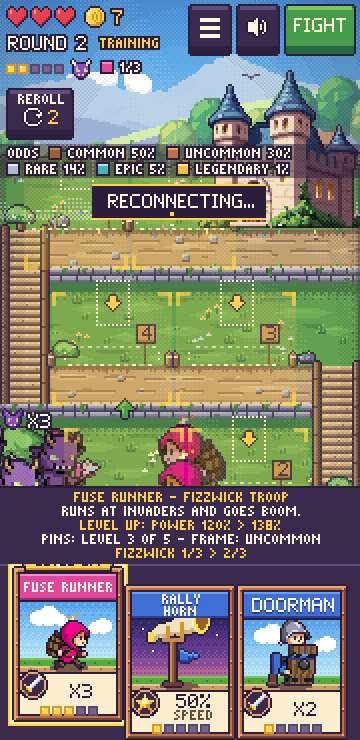 7
FIGHT
ROUND 2 TRAINING
1/3
REROLL
2
ODDS COMMON 50% UNCOMMON 30%
RARE 14% EPIC 5% LEGENDARY 1%
RECONNECTING...
4
3
X3
2
FUSE RUNNER - FIZZWICK TROOP
RUNS AT INVADERS AND GOES BOOM.
LEVEL UP: POWER 120% > 138%
PINS: LEVEL 3 OF 5 - FRAME: UNCOMMON
FIZZWICK 1/3 > 2/3
FUSE RUNNER
X3
RALLY
HORN
50%
SPEED
DOORMAN
X2